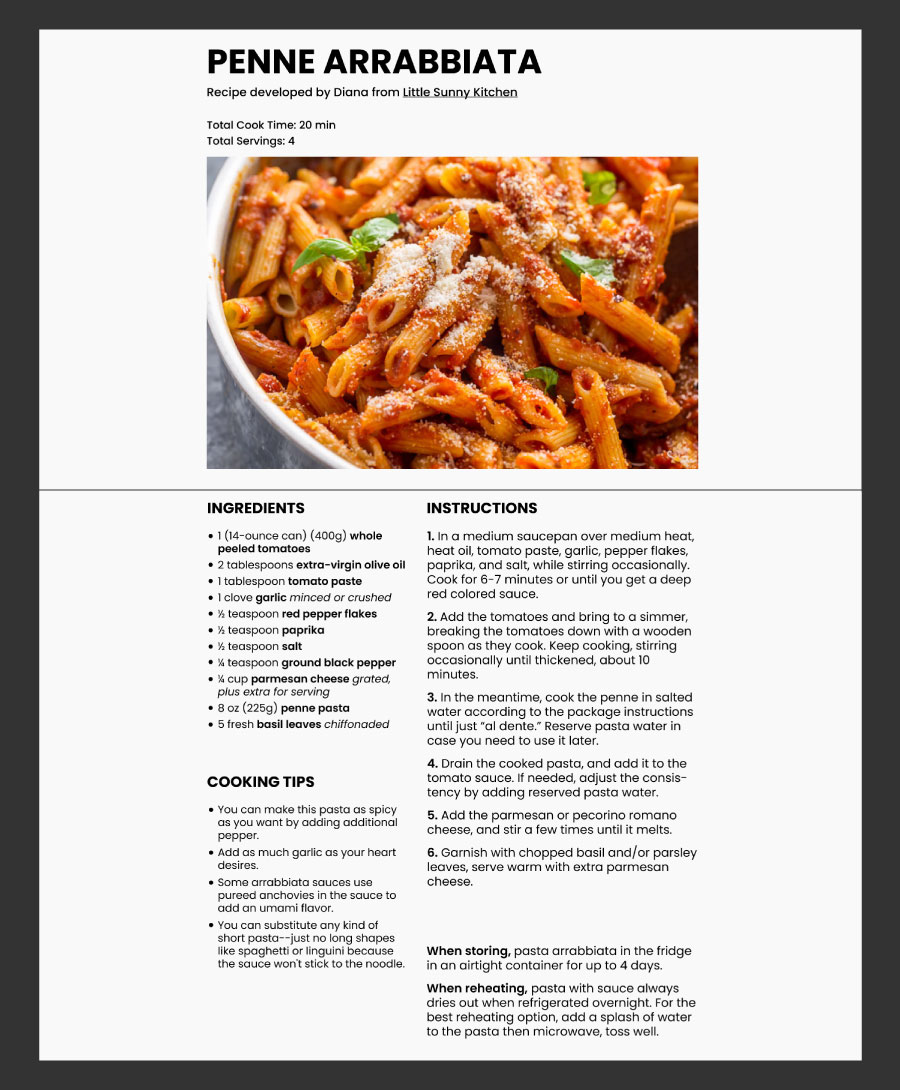 PENNE ARRABBIATA
Recipe developed by Diana from Little Sunny Kitchen
Total Cook Time: 20 min
Total Servings: 4
INGREDIENTS
• 1 (14-ounce can) (400g) whole
peeled tomatoes
• 2 tablespoons extra-virgin olive oil
• 1 tablespoon tomato paste
• 1 clove garlic minced or crushed
• ½ teaspoon red pepper flakes
• ½ teaspoon paprika
• ½ teaspoon salt
• ¼ teaspoon ground black pepper
• ¼ cup parmesan cheese grated,
plus extra for serving
• 8 oz (225g) penne pasta
• 5 fresh basil leaves chiffonaded
COOKING TIPS
• You can make this pasta as spicy
as you want by adding additional
pepper.
• Add as much garlic as your heart
desires.
• Some arrabbiata sauces use
pureed anchovies in the sauce to
add an umami flavor.
• You can substitute any kind of
short pasta--just no long shapes
like spaghetti or linguini because
the sauce won't stick to the noodle.
INSTRUCTIONS
1. In a medium saucepan over medium heat,
heat oil, tomato paste, garlic, pepper flakes,
paprika, and salt, while stirring occasionally.
Cook for 6-7 minutes or until you get a deep
red colored sauce.
2. Add the tomatoes and bring to a simmer,
breaking the tomatoes down with a wooden
spoon as they cook. Keep cooking, stirring
occasionally until thickened, about 10
minutes.
3. In the meantime, cook the penne in salted
water according to the package instructions
until just “al dente.” Reserve pasta water in
case you need to use it later.
4. Drain the cooked pasta, and add it to the
tomato sauce. If needed, adjust the consis-
tency by adding reserved pasta water.
5. Add the parmesan or pecorino romano
cheese, and stir a few times until it melts.
6. Garnish with chopped basil and/or parsley
leaves, serve warm with extra parmesan
cheese.
When storing, pasta arrabbiata in the fridge
in an airtight container for up to 4 days.
When reheating, pasta with sauce always
dries out when refrigerated overnight. For the
best reheating option, add a splash of water
to the pasta then microwave, toss well.